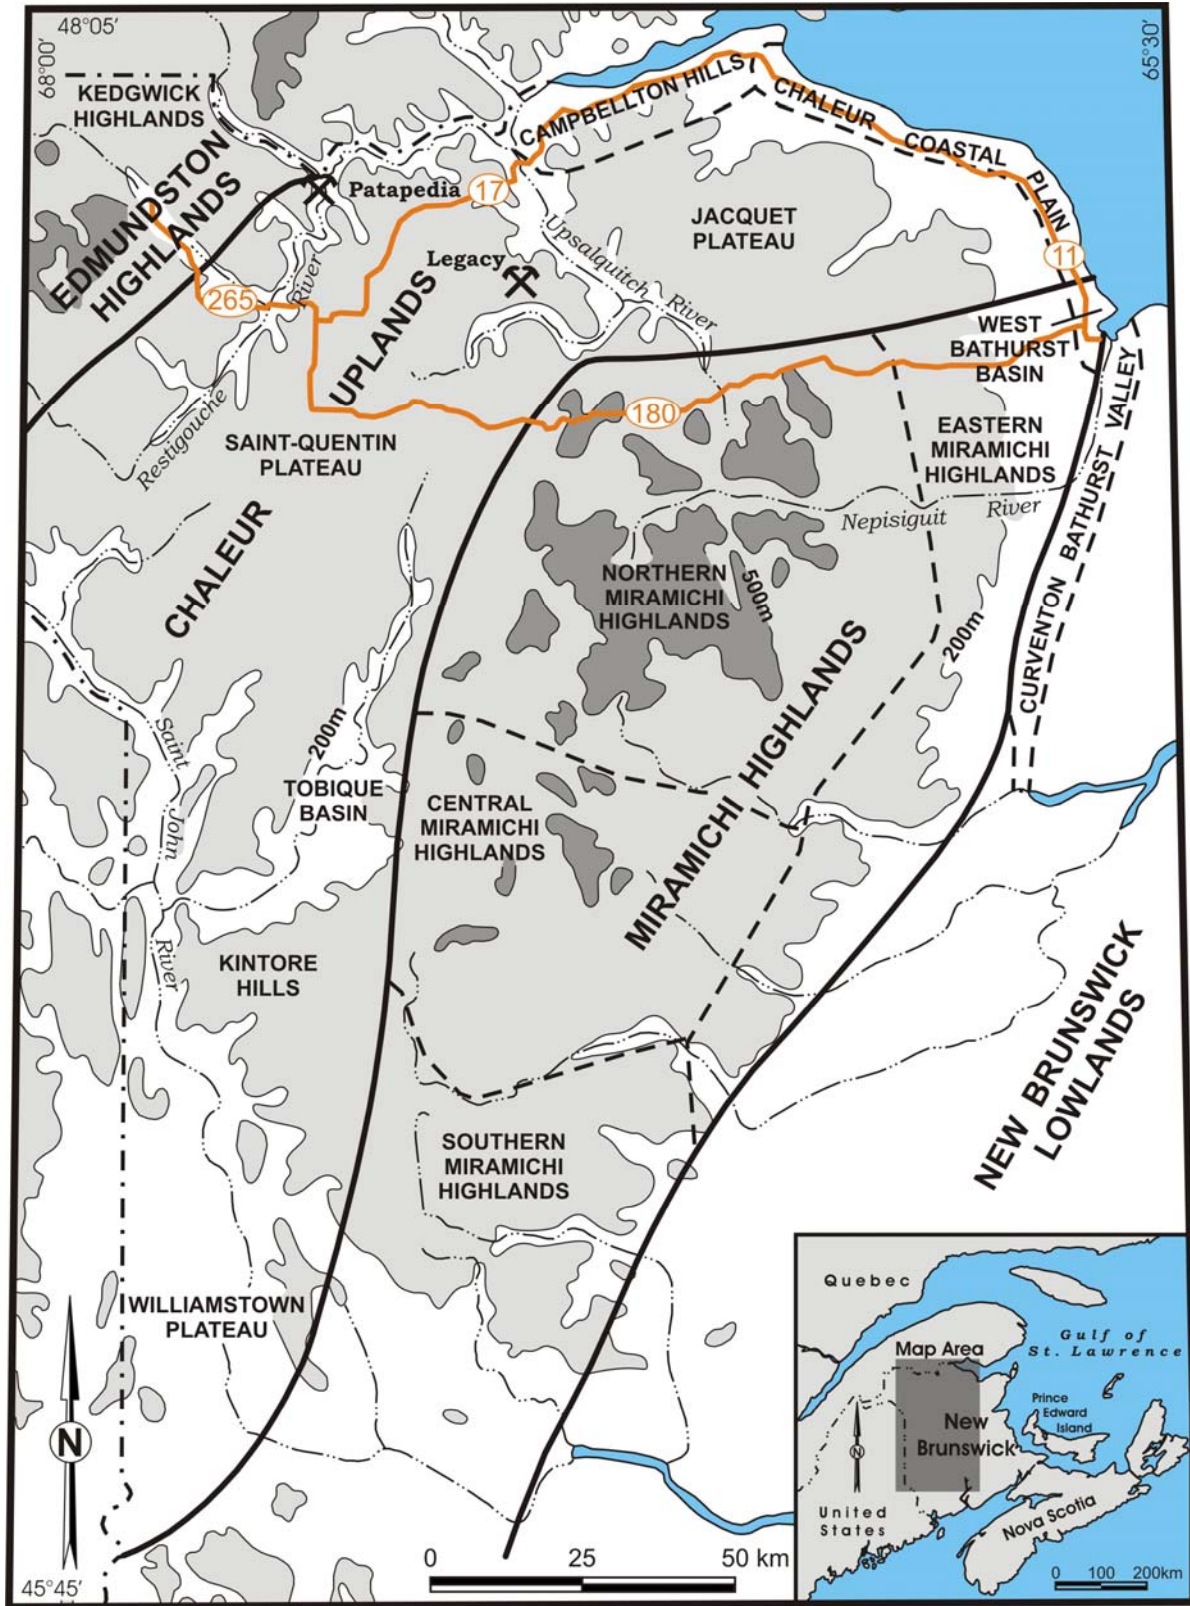 48°05'
68°00'
65°30'
KEDGWICK
HIGHLANDS
EDMUNDSTON
HIGHLANDS
CAMPBELLTON HILLS
CHALEUR COASTAL PLAIN
Patapedia
17
Legacy
Upsalquitch River
JACQUET
PLATEAU
11
265
River
Restigouche
CHALEUR UPLANDS
WEST
BATHURST
BASIN
180
SAINT-QUENTIN
PLATEAU
EASTERN
MIRAMICHI
HIGHLANDS
Nepisiguit River
CURVENTON BATHURST VALLEY
NORTHERN
MIRAMICHI
HIGHLANDS
500m
200m
MIRAMICHI HIGHLANDS
Saint John River
200m
TOBIQUE
BASIN
CENTRAL
MIRAMICHI
HIGHLANDS
KINTORE
HILLS
NEW BRUNSWICK
LOWLANDS
SOUTHERN
MIRAMICHI
HIGHLANDS
WILLIAMSTOWN
PLATEAU
N
45°45'
0 25 50 km
Quebec
Gulf of
St. Lawrence
Map Area
Prince
Edward
Island
New
Brunswick
N
United
States
Nova Scotia
0 100 200km